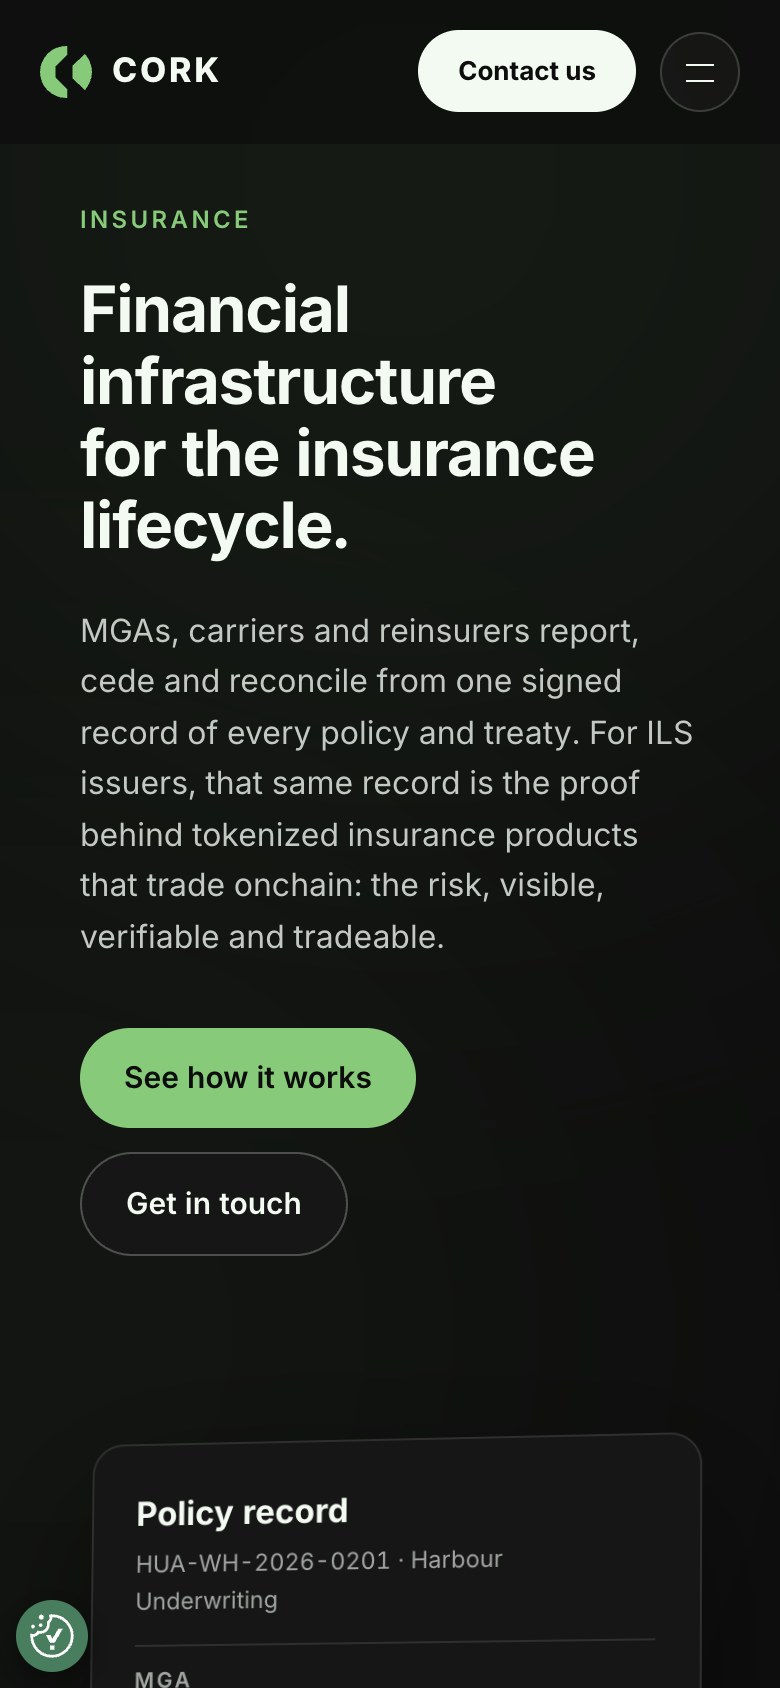 CORK
Contact us
INSURANCE
Financial
infrastructure
for the insurance
lifecycle.
MGAs, carriers and reinsurers report,
cede and reconcile from one signed
record of every policy and treaty. For ILS
issuers, that same record is the proof
behind tokenized insurance products
that trade onchain: the risk, visible,
verifiable and tradeable.
See how it works
Get in touch
Policy record
HUA-WH-2026-0201 · Harbour
Underwriting
MGA